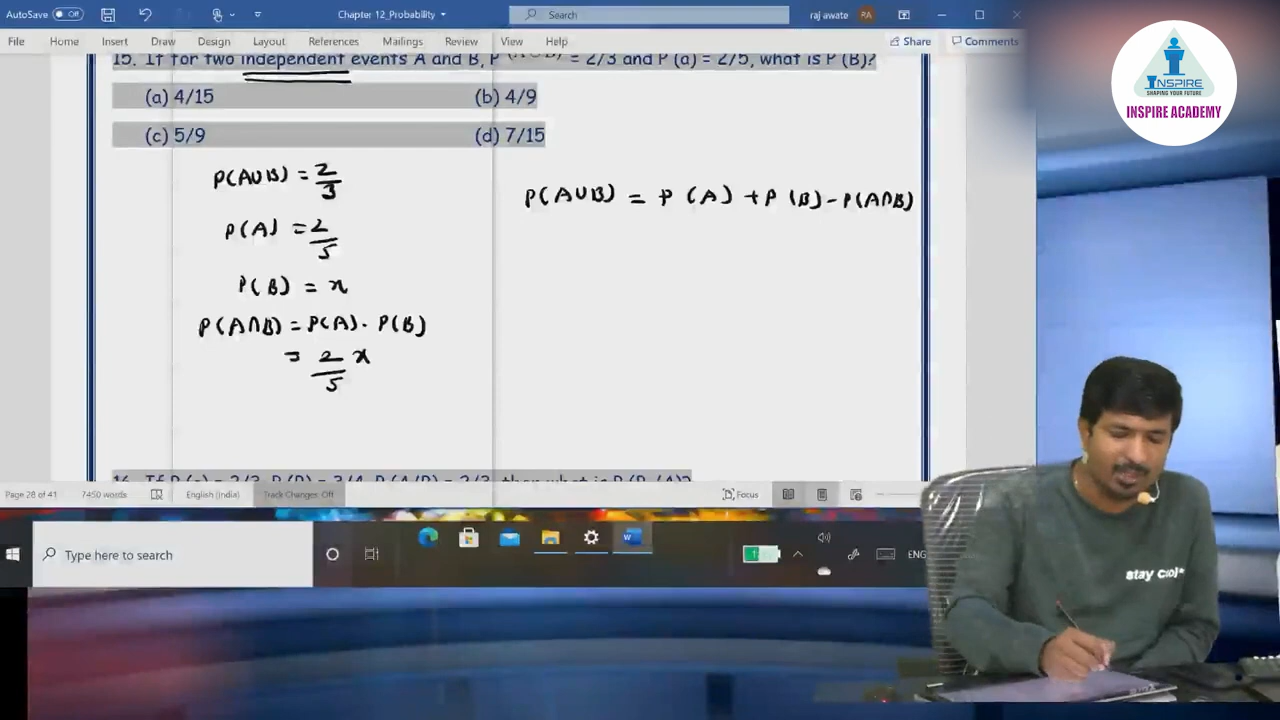 AutoSave Off Chapter 12_Probability Search raj awate RA
File Home Insert Draw Design Layout References Mailings Review View Help Share Comments
15. If for two independent events A and B, P = 2/3 and P (a) = 2/5, what is P (B)?
(a) 4/15 (b) 4/9
(c) 5/9 (d) 7/15
P(A∪B) = 2/3
P(A∪B) = P(A) + P(B) - P(A∩B)
P(A) = 2/5
P(B) = x
P(A∩B) = P(A). P(B)
= 2/5 x
Page 28 of 41 7450 words English (India) Track Changes: Off Focus
Type here to search
ENG
INSPIRE
SHAPING YOUR FUTURE
INSPIRE ACADEMY
stay cool*